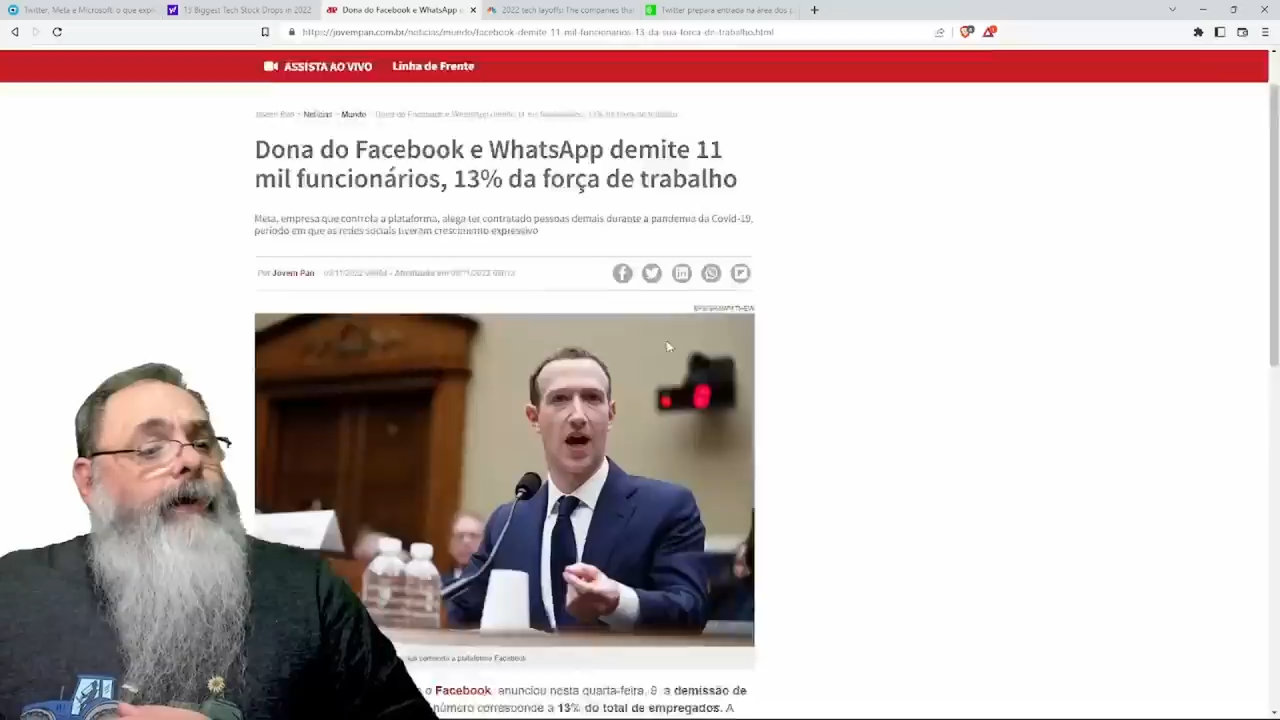 Twitter, Meta e Microsoft: o que expl
13 Biggest Tech Stock Drops in 2022
Dona do Facebook e WhatsApp d
2022 tech layoffs: The companies tha
Twitter prepara entrada na área dos p
https://jovempan.com.br/noticias/mundo/facebook-demite-11-mil-funcionarios-13-da-sua-forca-de-trabalho.html
ASSISTA AO VIVO Linha de Frente
Jovem Pan > Notícias > Mundo > Dona do Facebook e WhatsApp demite 11 mil funcionários, 13% da força de trabalho
Dona do Facebook e WhatsApp demite 11
mil funcionários, 13% da força de trabalho
Meta, empresa que controla a plataforma, alega ter contratado pessoas demais durante a pandemia da Covid-19,
período em que as redes sociais tiveram crescimento expressivo
Por Jovem Pan
a plataforma Facebook
o Facebook, anunciou nesta quarta-feira, 9, a demissão de
número corresponde a 13% do total de empregados. A